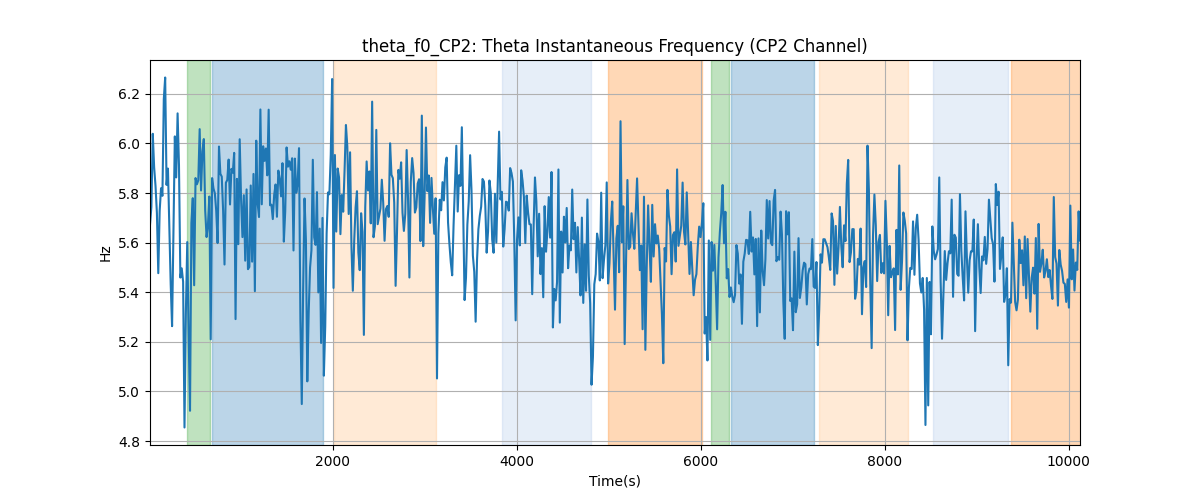 theta_f0_CP2: Theta Instantaneous Frequency (CP2 Channel)
6.2
6.0
5.8
5.6
5.4
5.2
5.0
4.8
Hz
2000 4000 6000 8000 10000
Time(s)